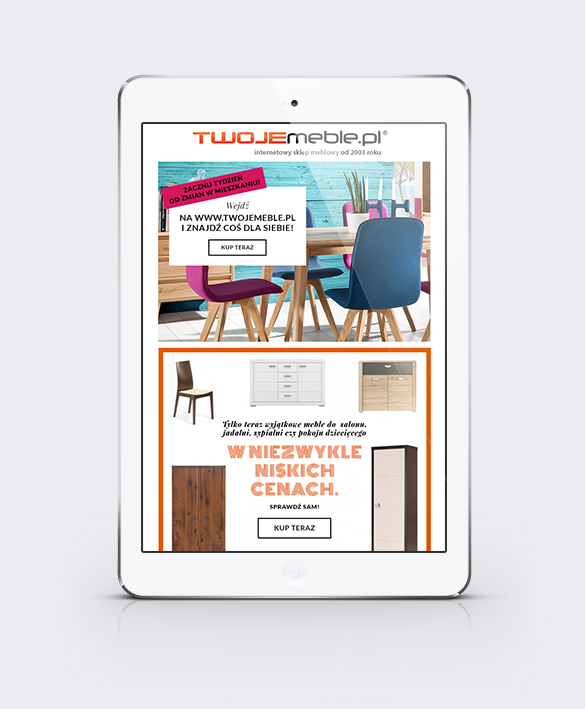 TWOJEmeble.pl®
internetowy sklep meblowy od 2003 roku
ZACZNIJ TYDZIEŃ
OD ZMIAN W MIESZKANIU!
Wejdź
NA WWW.TWOJEMEBLE.PL
I ZNAJDŹ COŚ DLA SIEBIE!
KUP TERAZ
Tylko teraz wyjątkowe meble do salonu,
jadalni, sypialni czy pokoju dziecięcego
W NIEZWYKLE
NISKICH
CENACH.
SPRAWDŹ SAM!
KUP TERAZ